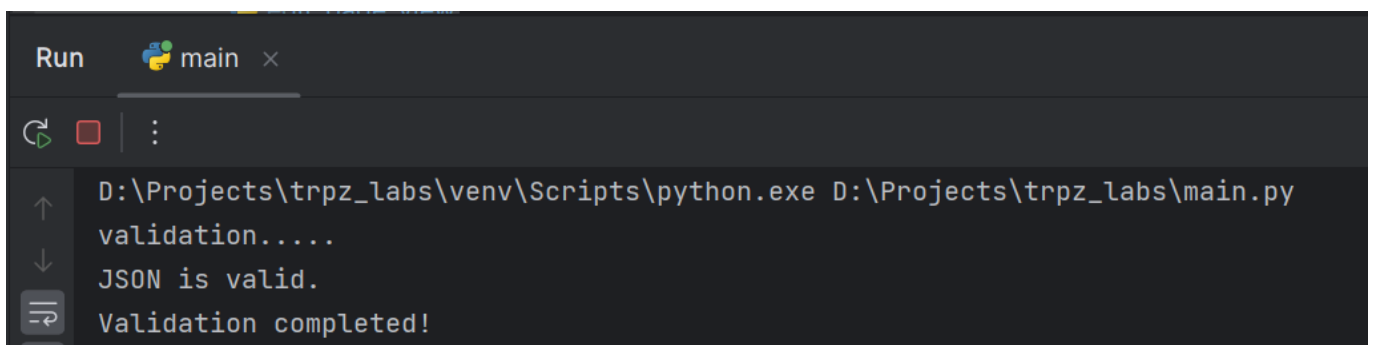 Run main
D:\Projects\trpz_labs\venv\Scripts\python.exe D:\Projects\trpz_labs\main.py
validation.....
JSON is valid.
Validation completed!